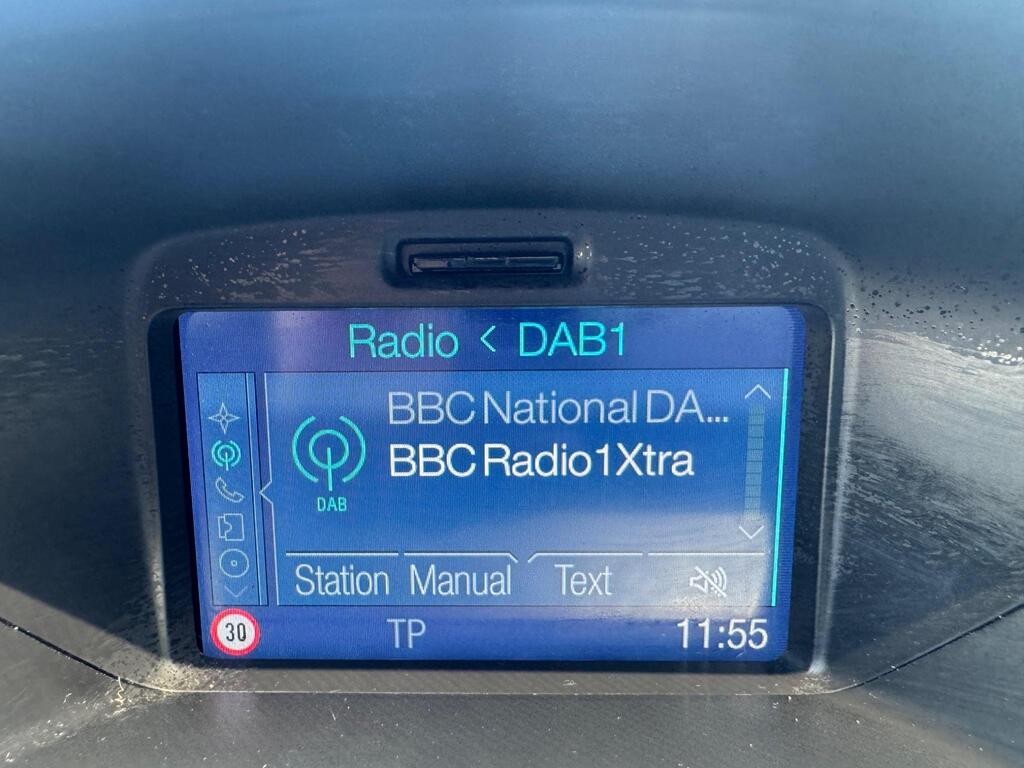 Radio < DAB1
BBC National DA...
BBC Radio 1Xtra
DAB
Station Manual Text
30 TP 11:55